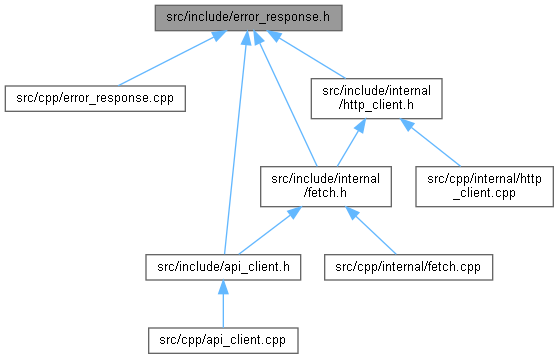 src/include/error_response.h
src/cpp/error_response.cpp
src/include/internal
/http_client.h
src/include/internal
/fetch.h
src/cpp/internal/http
_client.cpp
src/include/api_client.h
src/cpp/internal/fetch.cpp
src/cpp/api_client.cpp